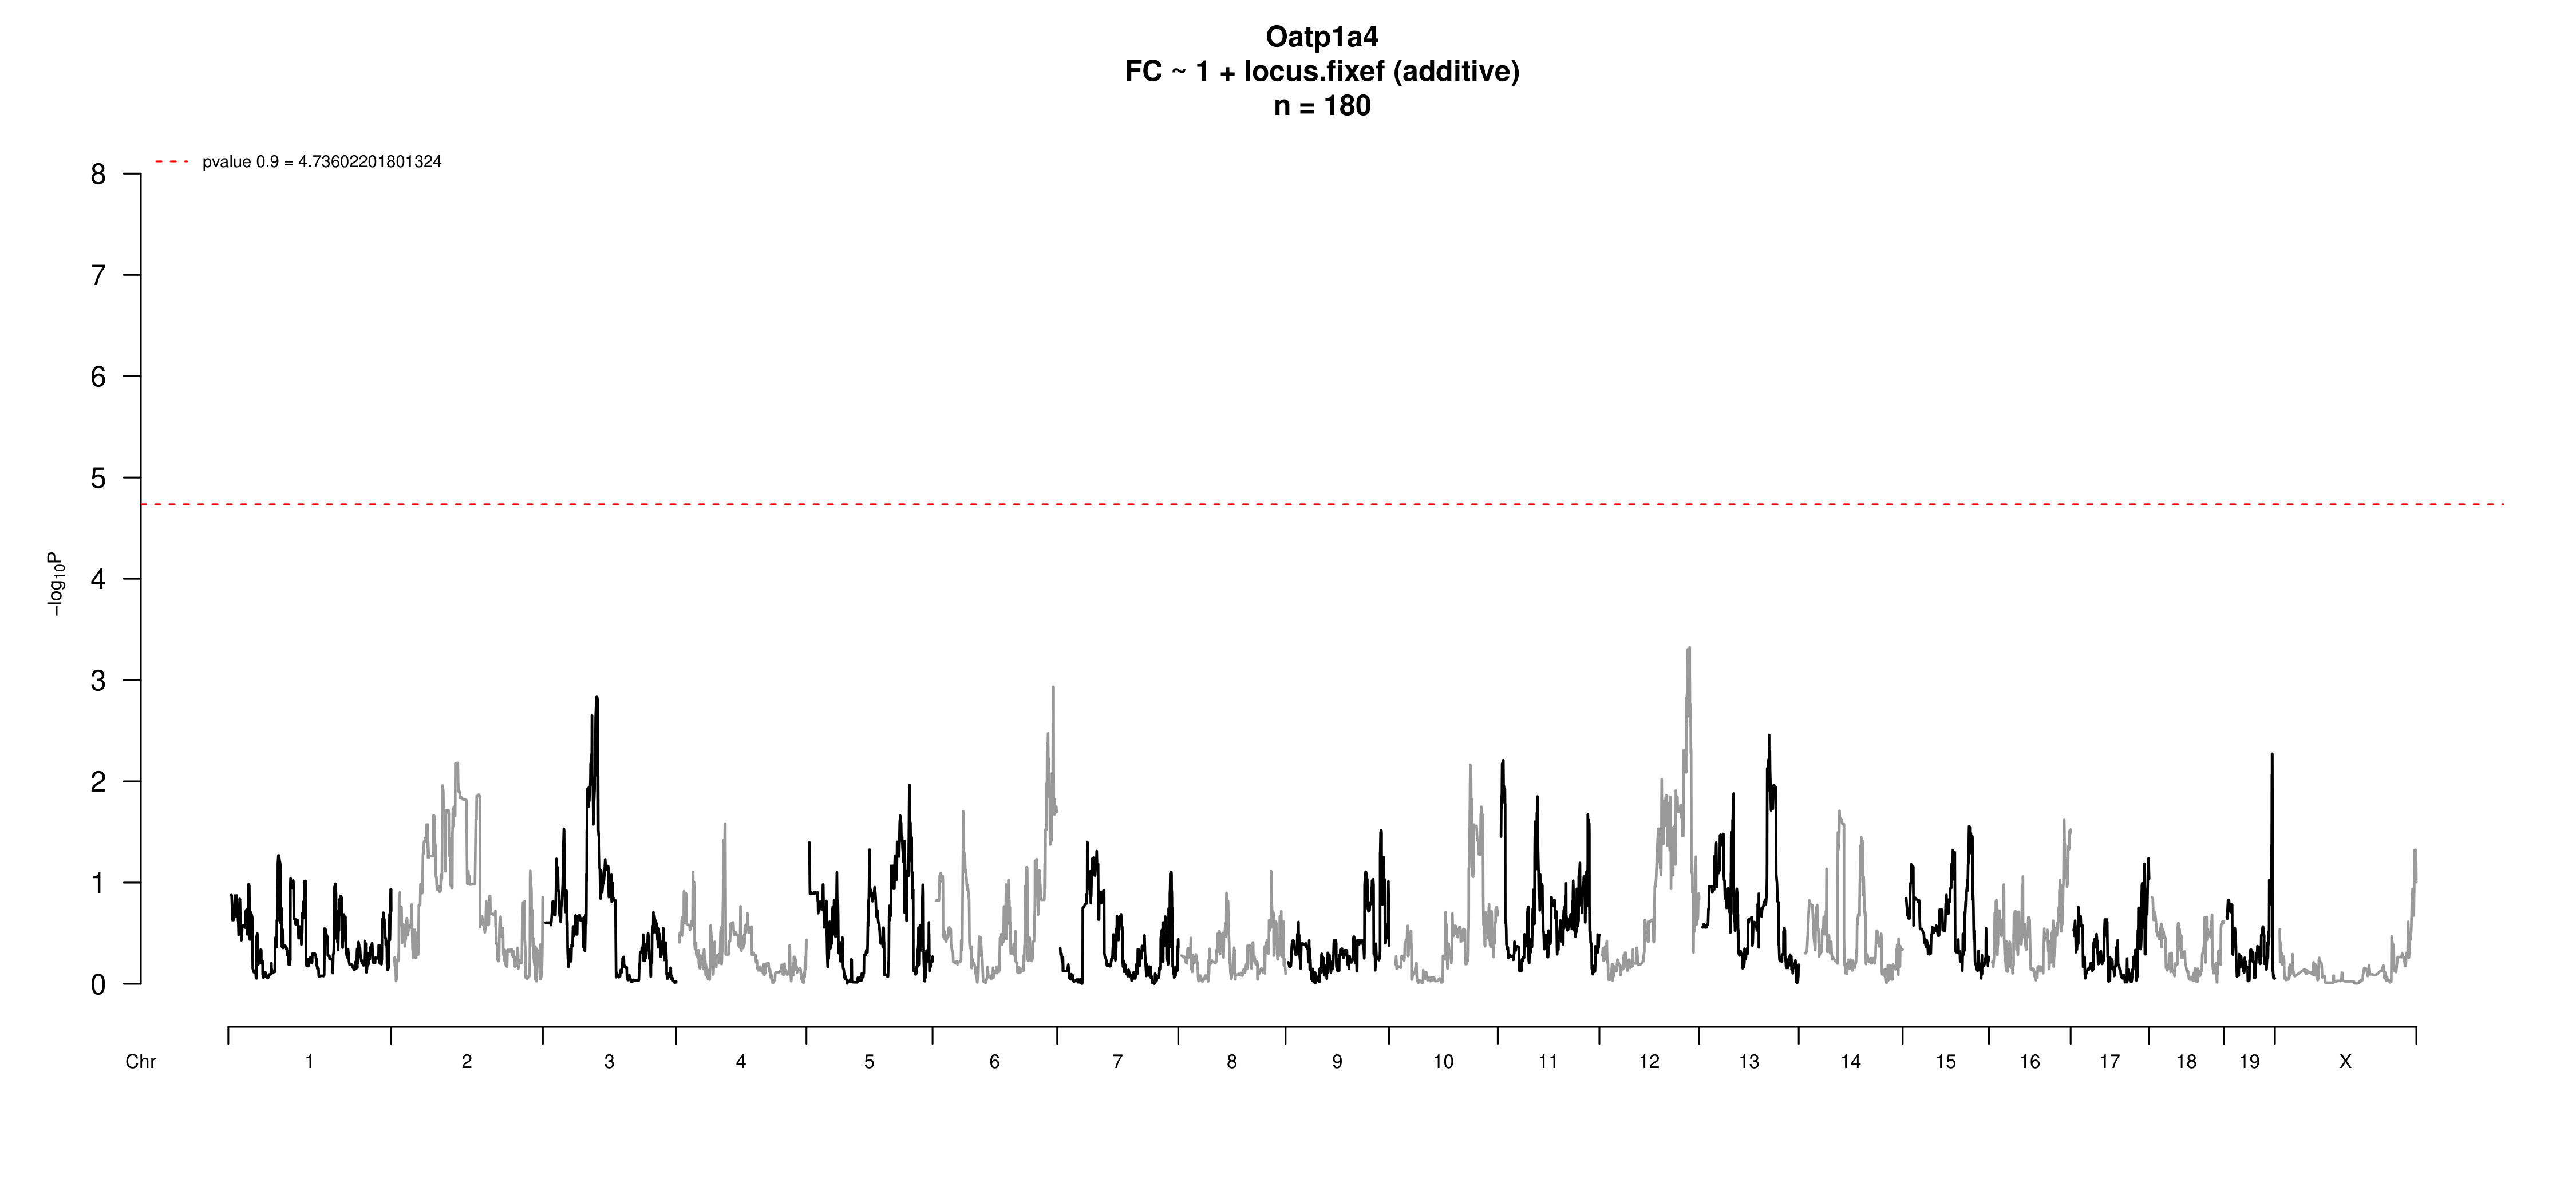 Oatp1a4
FC ~ 1 + locus.fixef (additive)
n = 180
pvalue 0.9 = 4.73602201801324
8
7
6
5
4
3
2
1
0
−log10P
Chr 1 2 3 4 5 6 7 8 9 10 11 12 13 14 15 16 17 18 19 X